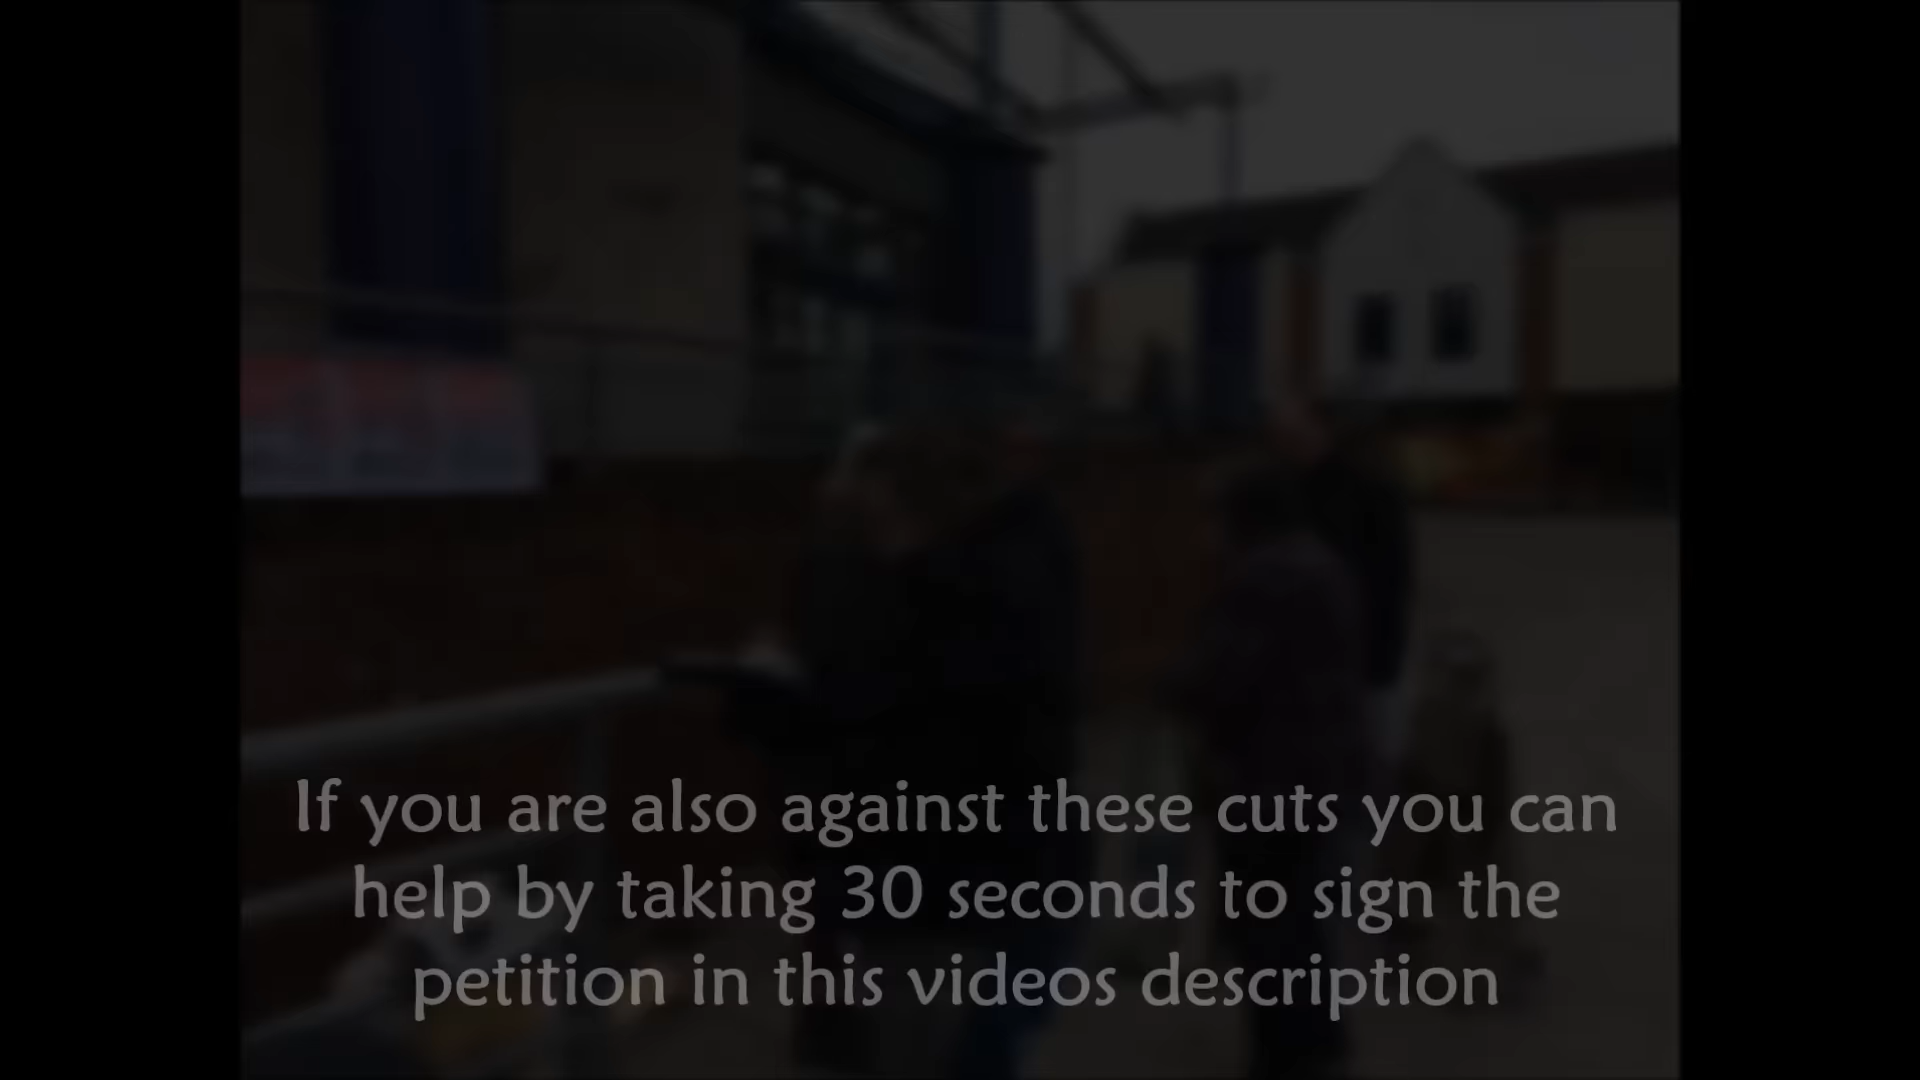 If you are also against these cuts you can
help by taking 30 seconds to sign the
petition in this videos description